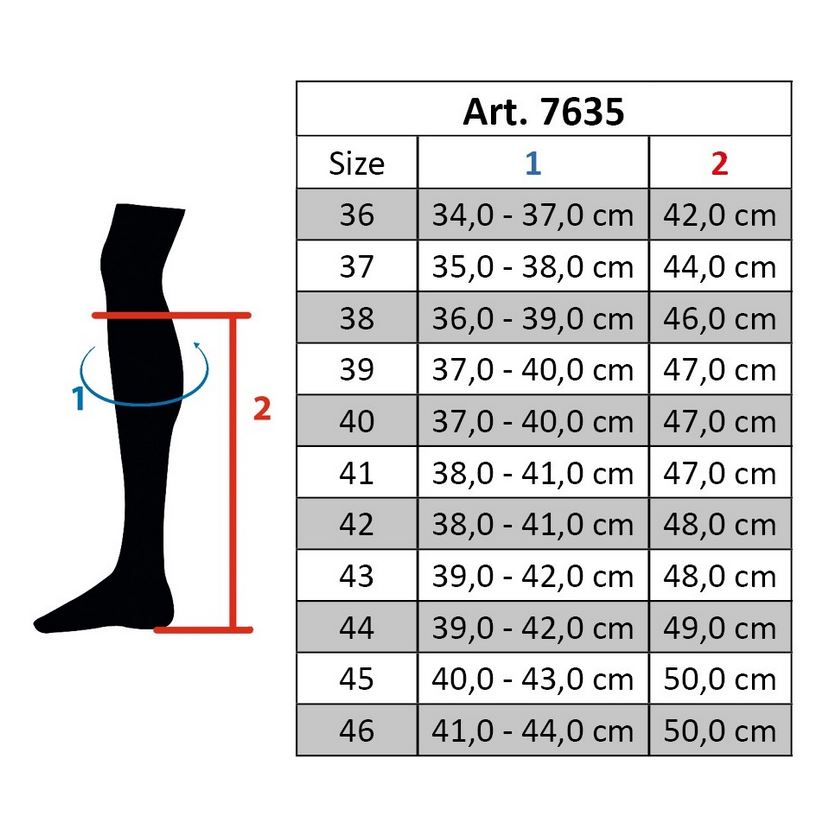 Art. 7635
Size 1 2
36 34,0 - 37,0 cm 42,0 cm
37 35,0 - 38,0 cm 44,0 cm
38 36,0 - 39,0 cm 46,0 cm
39 37,0 - 40,0 cm 47,0 cm
40 37,0 - 40,0 cm 47,0 cm
41 38,0 - 41,0 cm 47,0 cm
42 38,0 - 41,0 cm 48,0 cm
43 39,0 - 42,0 cm 48,0 cm
44 39,0 - 42,0 cm 49,0 cm
45 40,0 - 43,0 cm 50,0 cm
46 41,0 - 44,0 cm 50,0 cm
1
2